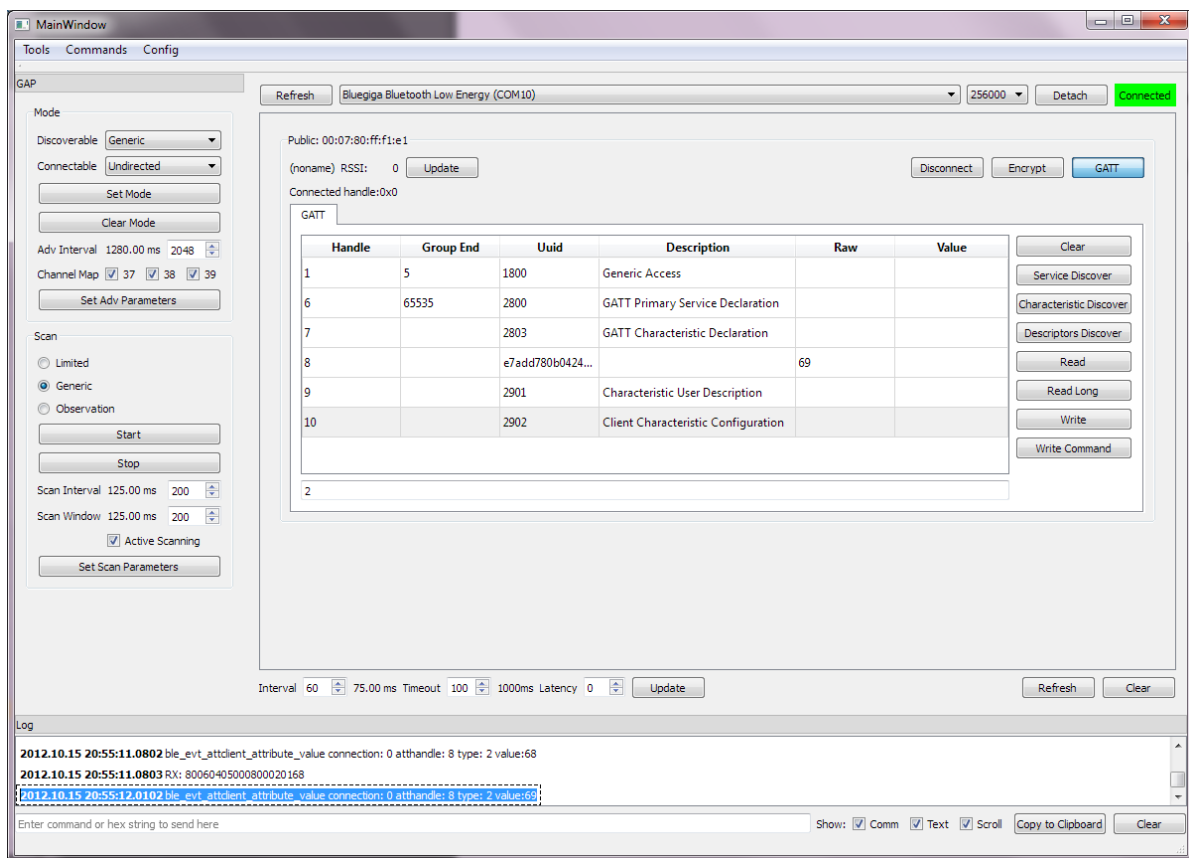 MainWindow
Tools Commands Config
GAP
Mode
Discoverable Generic
Connectable Undirected
Set Mode
Clear Mode
Adv Interval 1280.00 ms 2048
Channel Map 37 38 39
Set Adv Parameters
Scan
Limited
Generic
Observation
Start
Stop
Scan Interval 125.00 ms 200
Scan Window 125.00 ms 200
Active Scanning
Set Scan Parameters
Refresh Bluegiga Bluetooth Low Energy (COM10) 256000 Detach Connected
Public: 00:07:80:ff:f1:e1
(noname) RSSI: 0 Update Disconnect Encrypt GATT
Connected handle:0x0
GATT
Handle Group End Uuid Description Raw Value
1 5 1800 Generic Access
6 65535 2800 GATT Primary Service Declaration
7 2803 GATT Characteristic Declaration
8 e7add780b0424... 69
9 2901 Characteristic User Description
10 2902 Client Characteristic Configuration
2
Clear
Service Discover
Characteristic Discover
Descriptors Discover
Read
Read Long
Write
Write Command
Interval 60 75.00 ms Timeout 100 1000ms Latency 0 Update Refresh Clear
Log
2012.10.15 20:55:11.0802 ble_evt_attclient_attribute_value connection: 0 atthandle: 8 type: 2 value:68
2012.10.15 20:55:11.0803 RX: 80060405000800020168
2012.10.15 20:55:12.0102 ble_evt_attclient_attribute_value connection: 0 atthandle: 8 type: 2 value:69
Enter command or hex string to send here Show: Comm Text Scroll Copy to Clipboard Clear